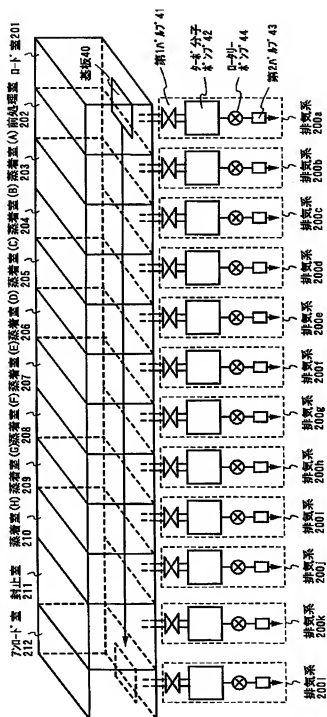 ﾛｰﾄﾞ室201
前処理室
202
蒸着室(A)
203
蒸着室(B)
204
蒸着室(C)
205
蒸着室(D)
206
蒸着室(E)
207
蒸着室(F)
208
蒸着室(G)
209
蒸着室(H)
210
封止室
211
ｱﾝﾛｰﾄﾞ室
212
基板40
第1ﾊﾞﾙﾌﾞ41
ﾀｰﾎﾞ分子
ﾎﾟﾝﾌﾟ42
ﾛｰﾀﾘｰ
ﾎﾟﾝﾌﾟ44
第2ﾊﾞﾙﾌﾞ43
排気系
200a
排気系
200b
排気系
200c
排気系
200d
排気系
200e
排気系
200f
排気系
200g
排気系
200h
排気系
200i
排気系
200j
排気系
200k
排気系
200l